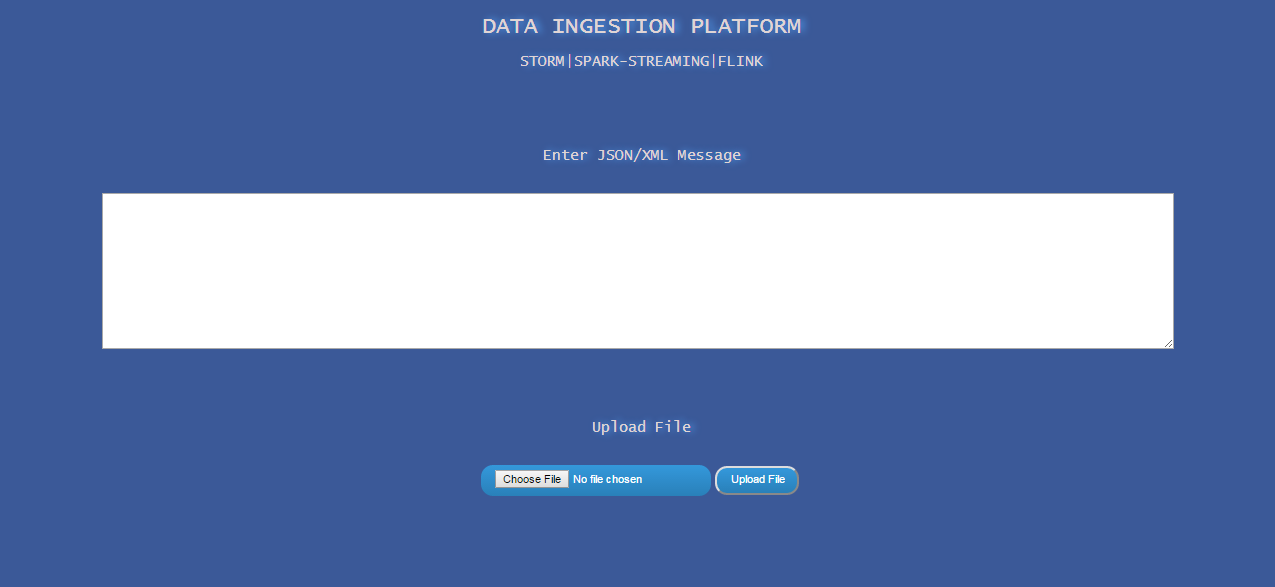 DATA INGESTION PLATFORM
STORM|SPARK-STREAMING|FLINK
Enter JSON/XML Message
Upload File
Choose File No file chosen Upload File